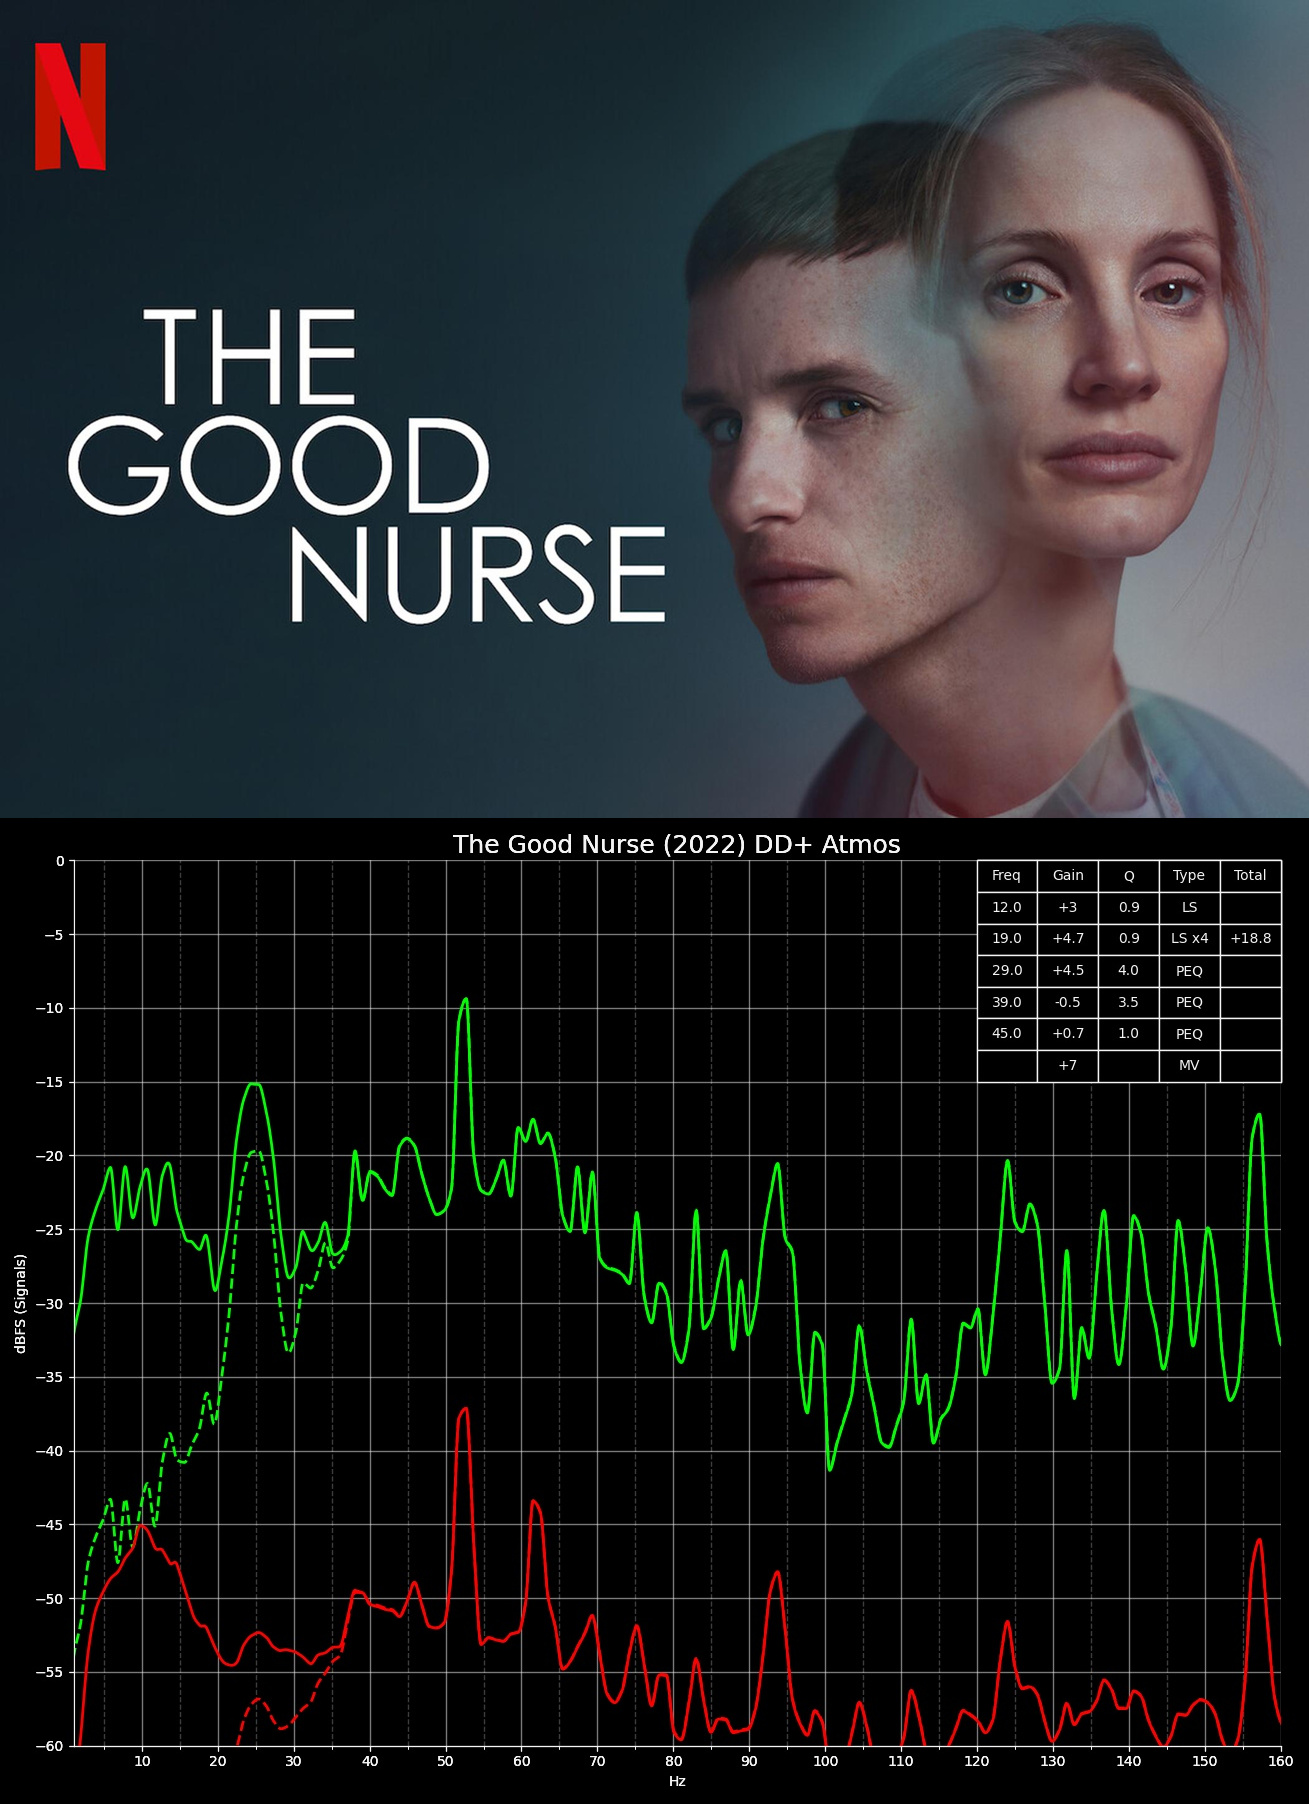 N
THE
GOOD
NURSE
The Good Nurse (2022) DD+ Atmos
Freq Gain Q Type Total
12.0 +3 0.9 LS
19.0 +4.7 0.9 LS x4 +18.8
29.0 +4.5 4.0 PEQ
39.0 -0.5 3.5 PEQ
45.0 +0.7 1.0 PEQ
+7 MV
0
−5
−10
−15
−20
−25
−30
−35
−40
−45
−50
−55
−60
dBFS (Signals)
10 20 30 40 50 60 70 80 90 100 110 120 130 140 150 160
Hz